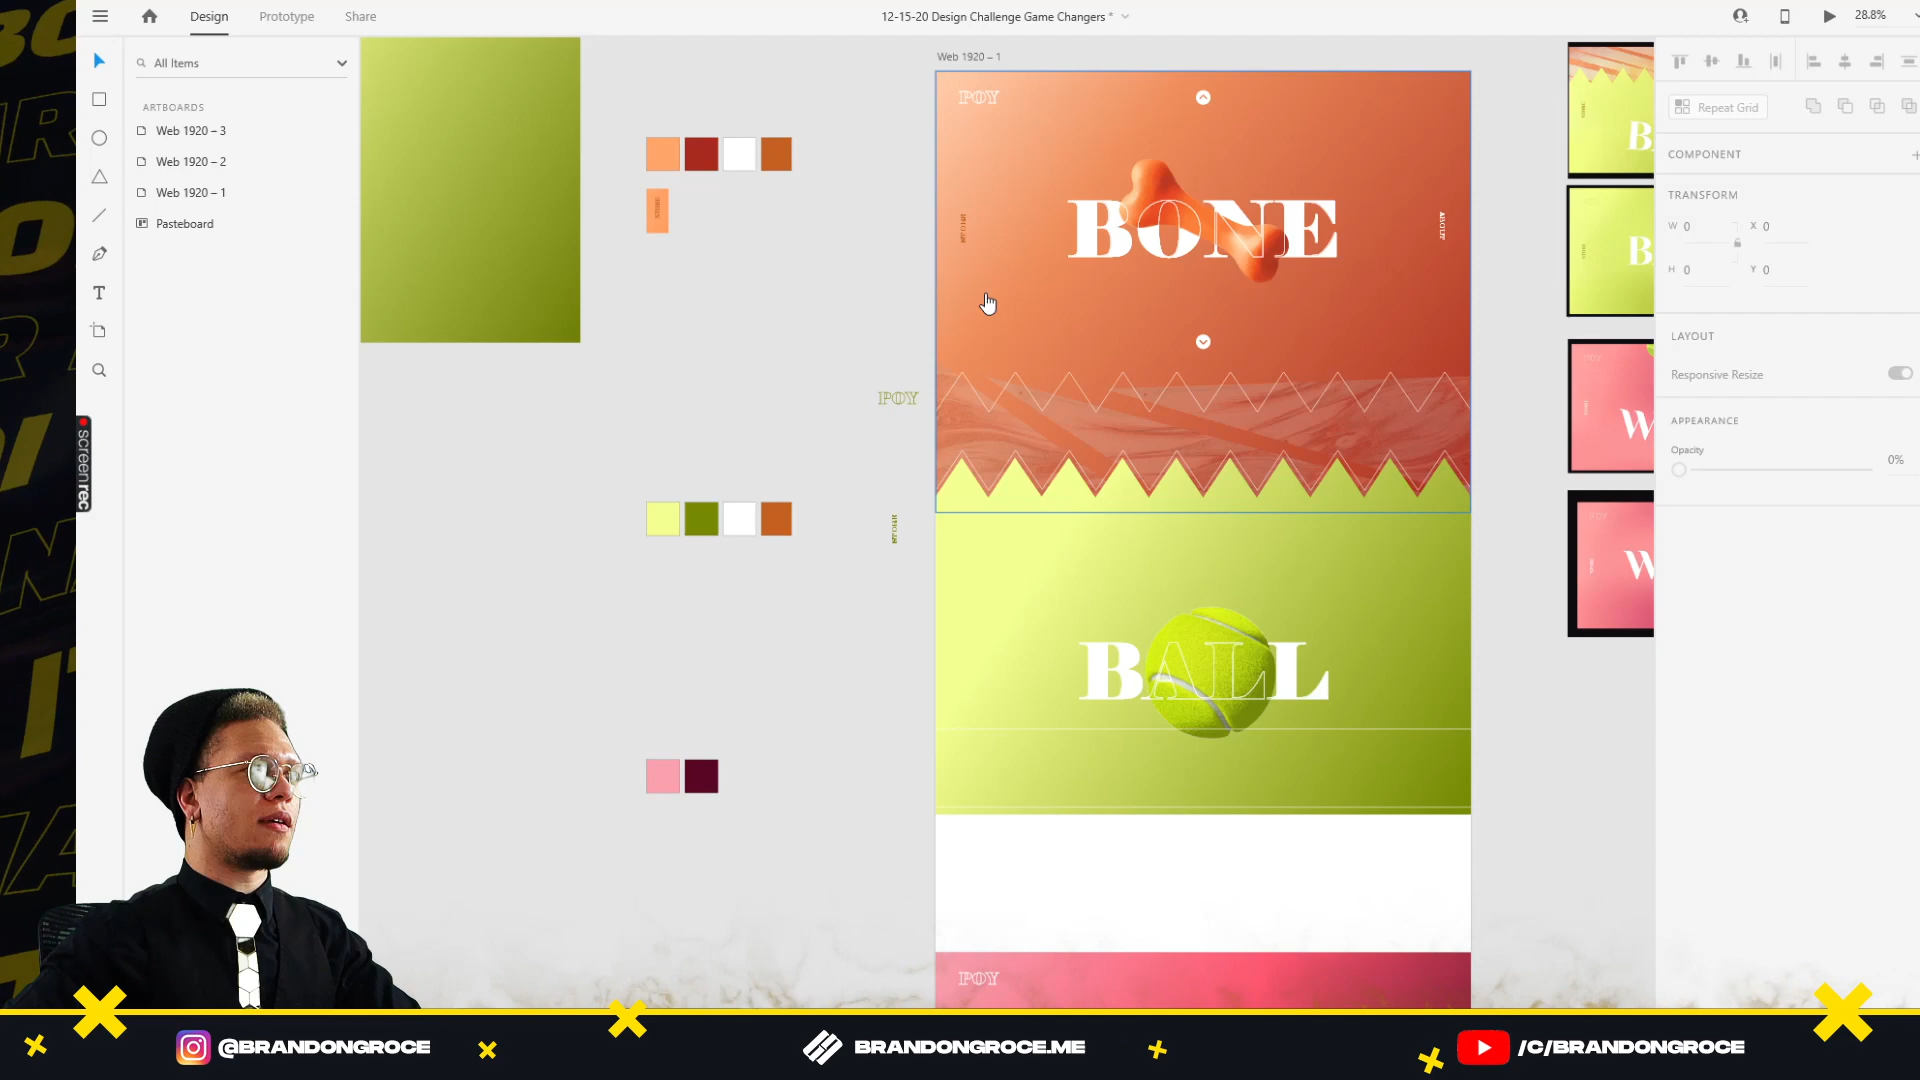 Design
Prototype
Share
12-15-20 Design Challenge Game Changers *
28.8%
All Items
ARTBOARDS
Web 1920 – 3
Web 1920 – 2
Web 1920 – 1
Pasteboard
screenrec
STORE
POY
Web 1920 – 1
POY
BONE
ABOUT
BALL
POY
B
B
W
W
Repeat Grid
COMPONENT
TRANSFORM
W 0
X 0
H 0
Y 0
LAYOUT
Responsive Resize
APPEARANCE
Opacity
0%
@BRANDONGROCE
BRANDONGROCE.ME
/C/BRANDONGROCE